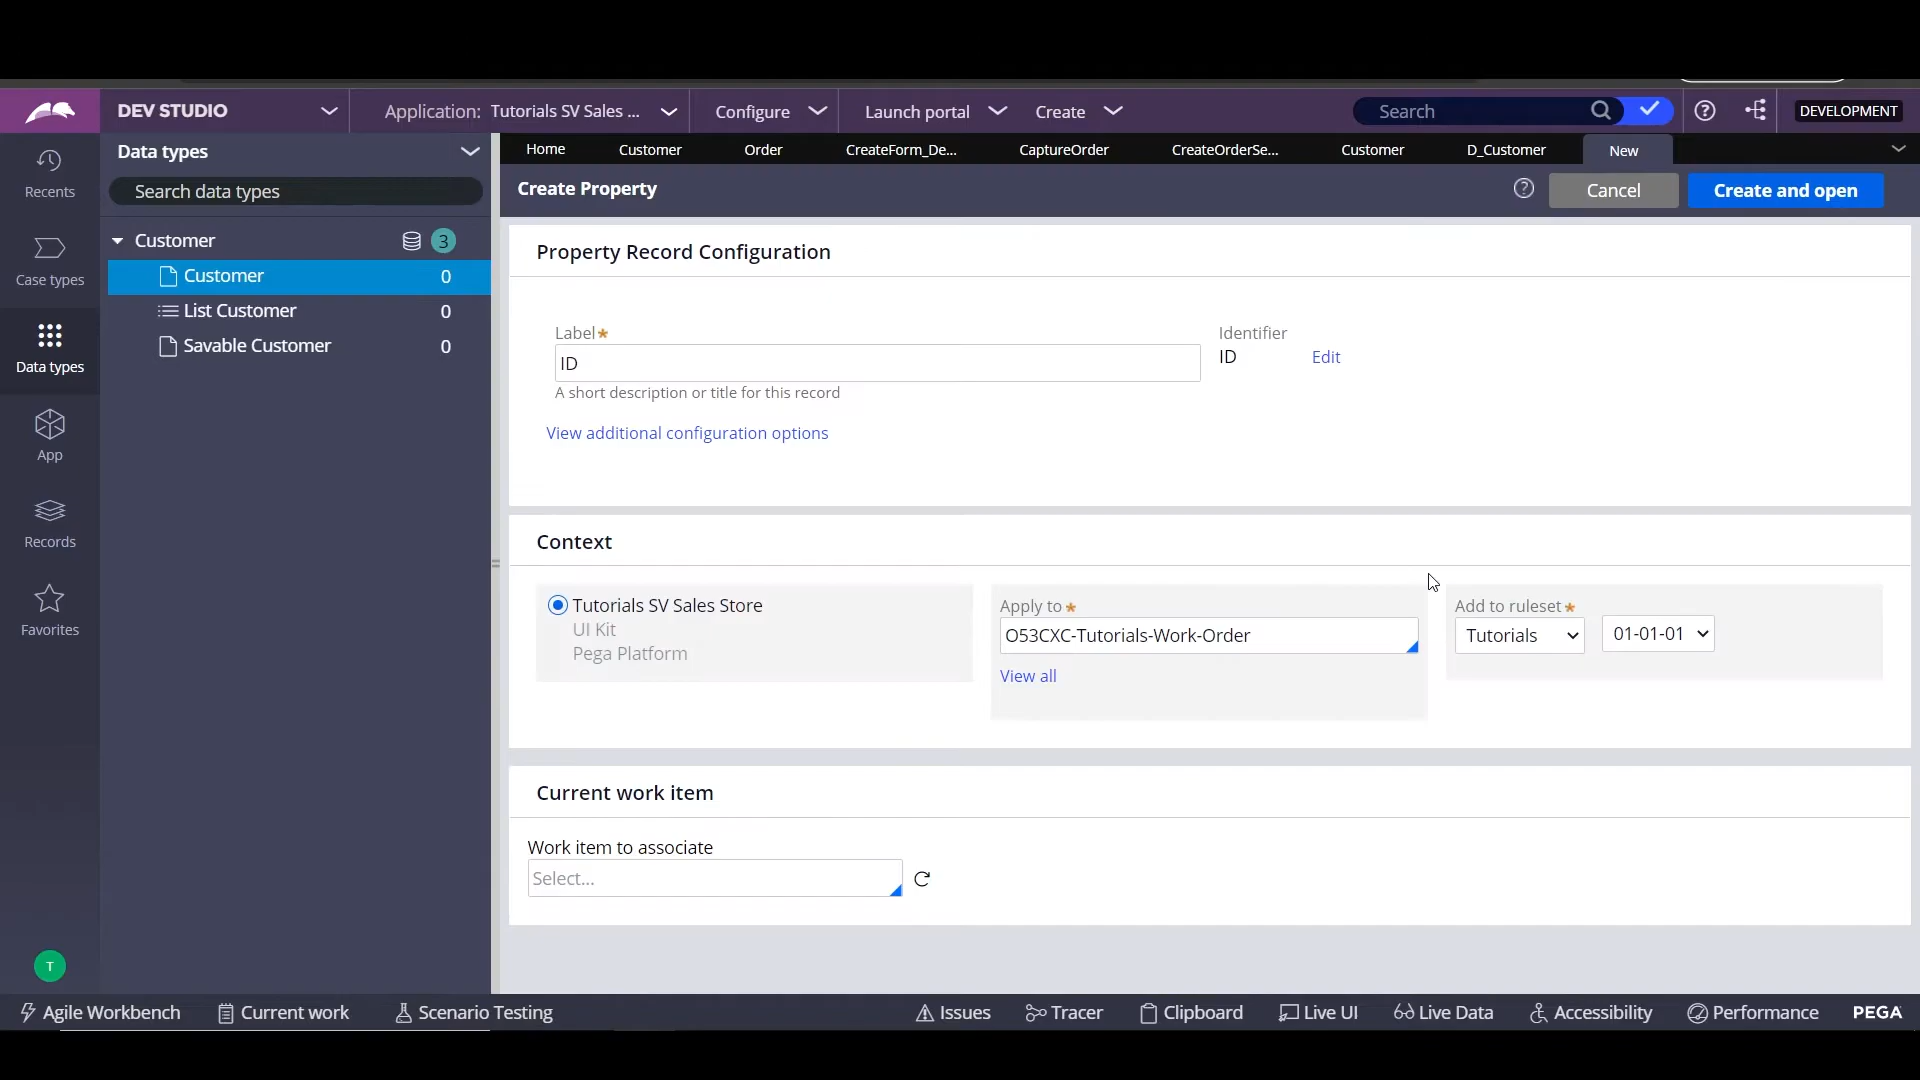 DEV STUDIO
Application: Tutorials SV Sales ...
Configure
Launch portal
Create
Search
DEVELOPMENT
Data types
Home
Customer
Order
CreateForm_De...
CaptureOrder
CreateOrderSe...
Customer
D_Customer
New
Search data types
Create Property
Cancel
Create and open
Recents
Case types
Data types
App
Records
Favorites
T
Customer 3
Customer 0
List Customer 0
Savable Customer 0
Property Record Configuration
Label*
Identifier
ID
ID
Edit
A short description or title for this record
View additional configuration options
Context
Tutorials SV Sales Store
UI Kit
Pega Platform
Apply to *
O53CXC-Tutorials-Work-Order
View all
Add to ruleset *
Tutorials
01-01-01
Current work item
Work item to associate
Select...
Agile Workbench
Current work
Scenario Testing
Issues
Tracer
Clipboard
Live UI
Live Data
Accessibility
Performance
PEGA